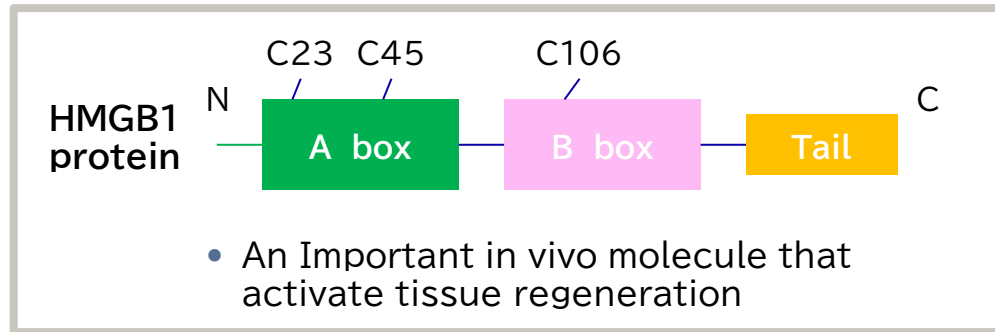 C23 C45 C106
N C
HMGB1
protein
A box B box Tail
• An Important in vivo molecule that
activate tissue regeneration